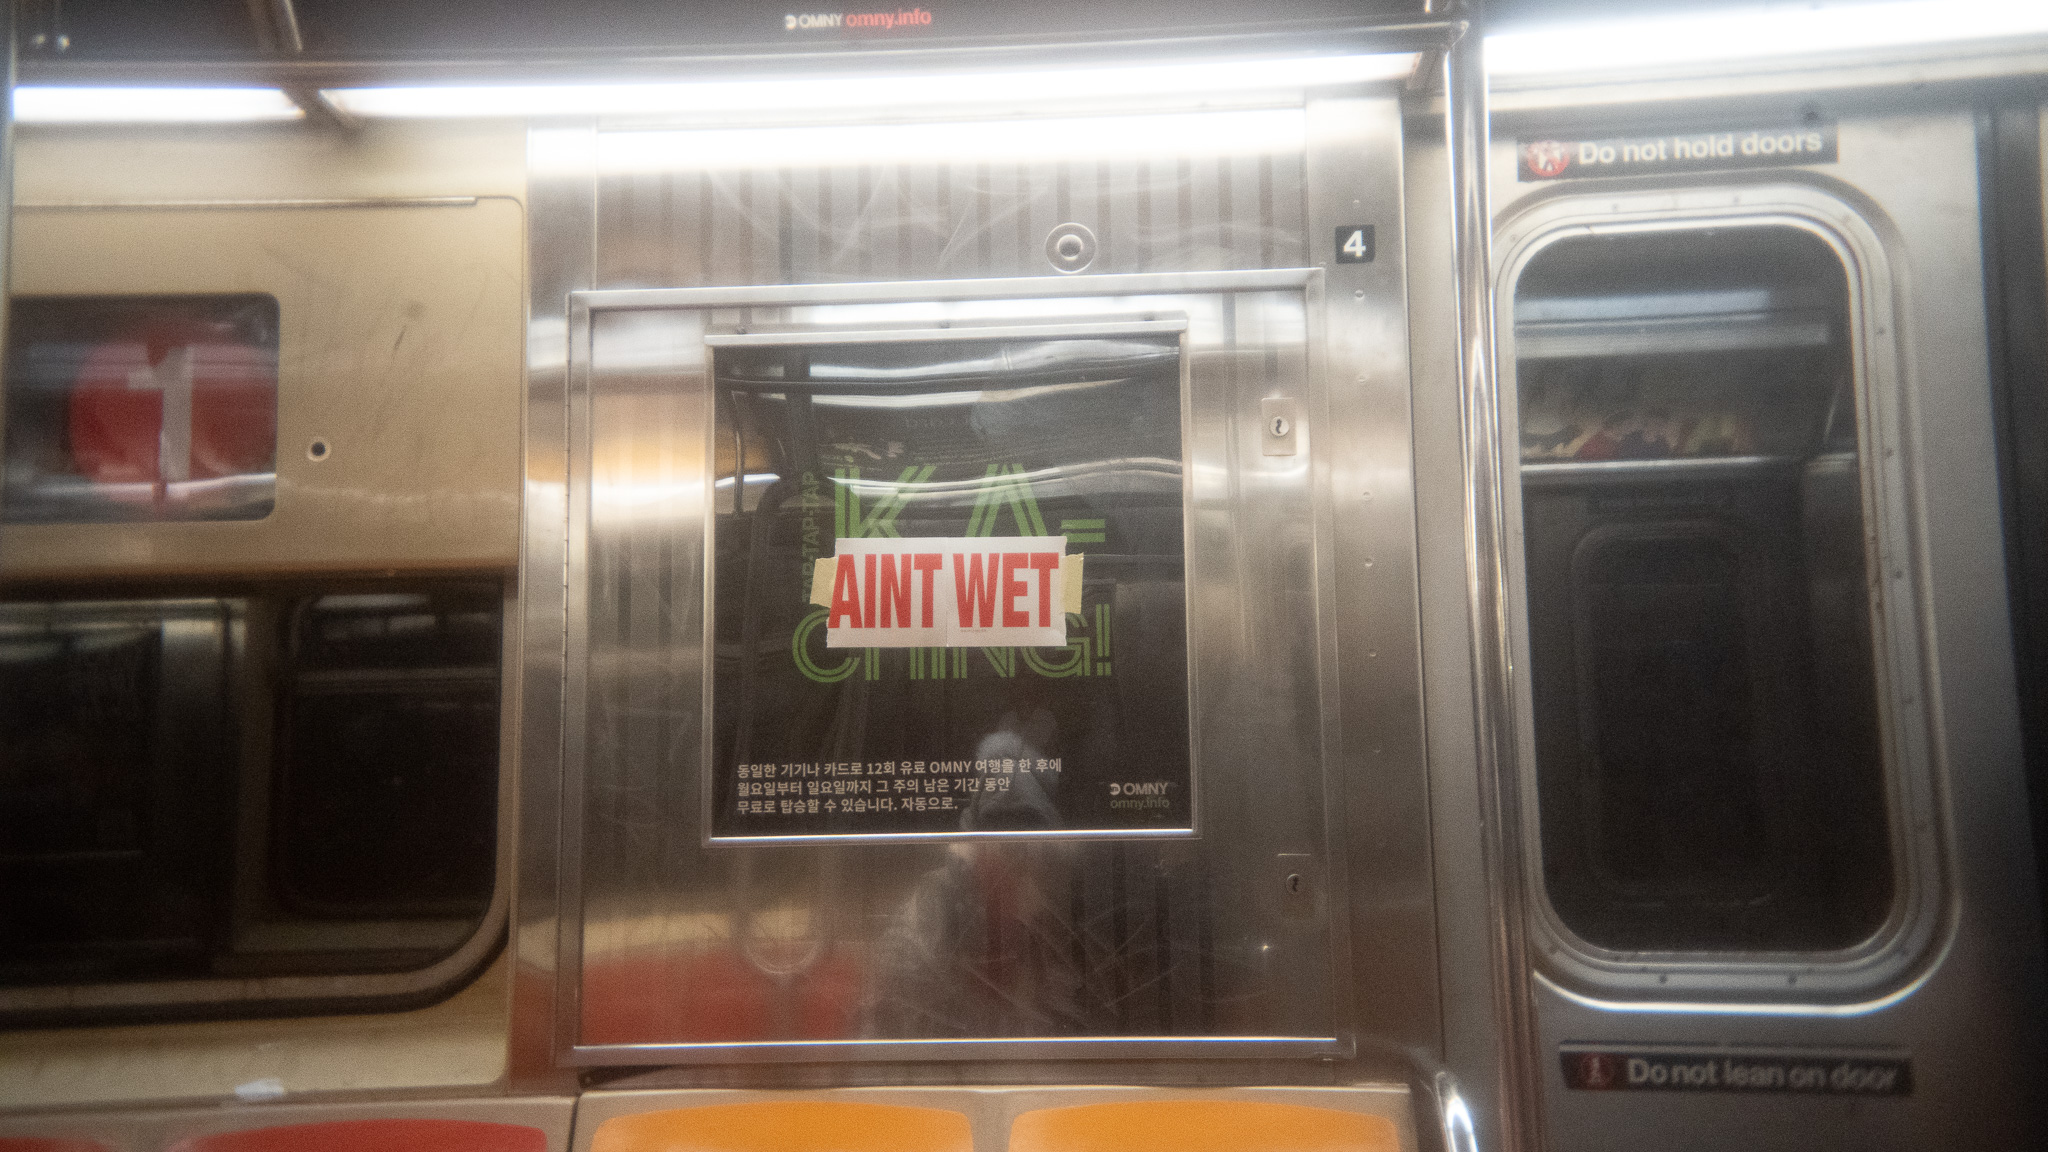 OMNY omny.info
Do not hold doors
4
1
TAP-TAP-TAP
KA-
AINT WET
CHING!
동일한 기기나 카드로 12회 유료 OMNY 여행을 한 후에
월요일부터 일요일까지 그 주의 남은 기간 동안
무료로 탑승할 수 있습니다. 자동으로.
OMNY
omny.info
Do not lean on door